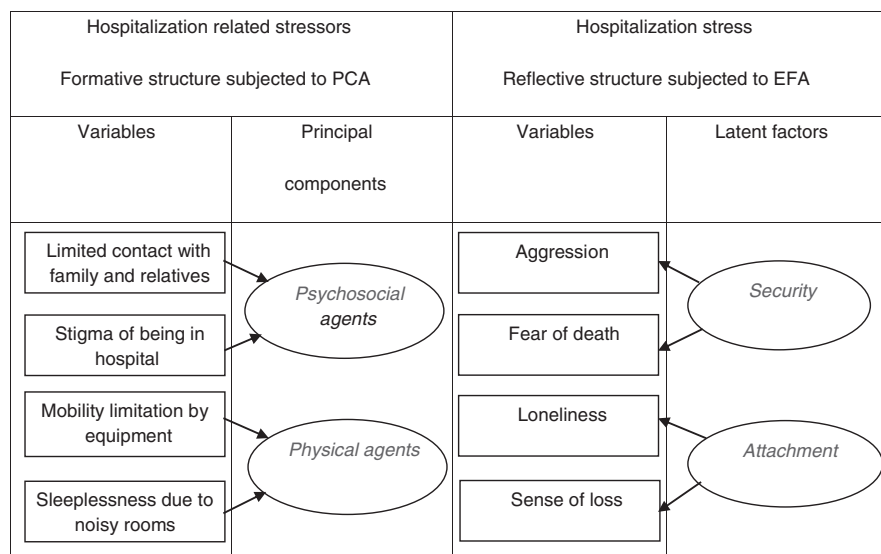 Hospitalization related stressors
Formative structure subjected to PCA
Hospitalization stress
Reflective structure subjected to EFA
Variables
Principal
components
Variables
Latent factors
Limited contact with
family and relatives
Stigma of being in
hospital
Psychosocial
agents
Mobility limitation by
equipment
Sleeplessness due to
noisy rooms
Physical agents
Aggression
Fear of death
Security
Loneliness
Sense of loss
Attachment